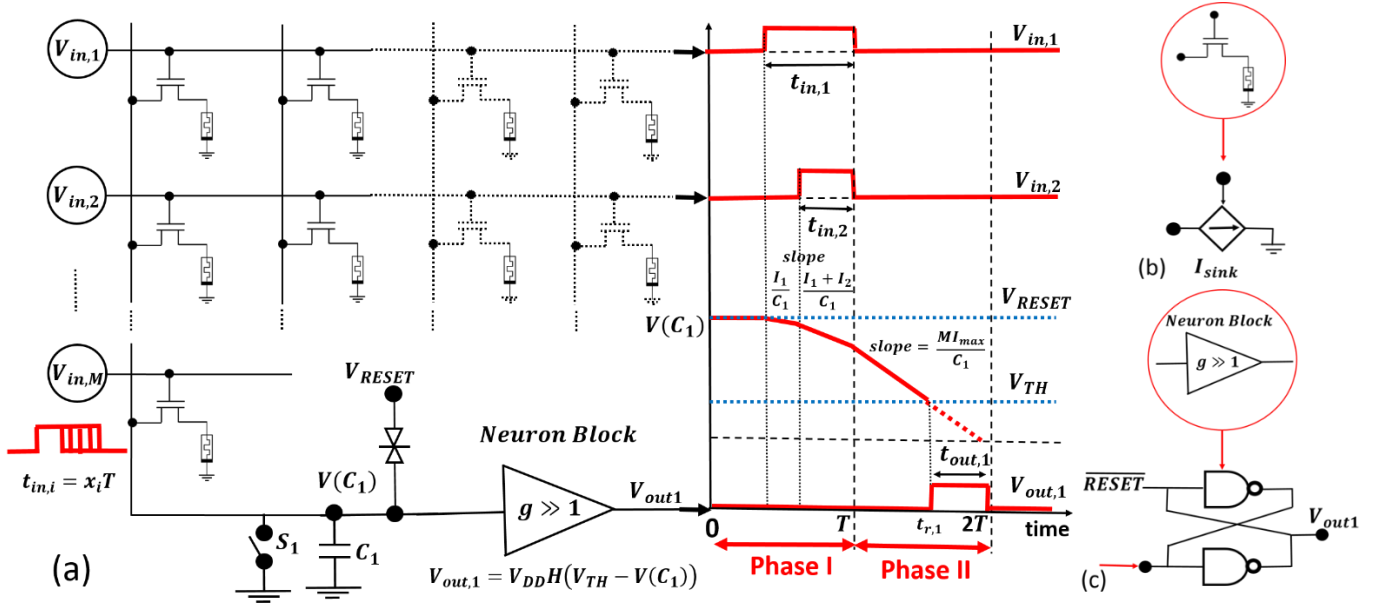 V_{in,1}
V_{in,2}
V_{in,M}
t_{in,i} = x_i T
(a)
V_{RESET}
V(C_1)
S_1
C_1
Neuron Block
g ≫ 1
V_{out1}
V_{out,1} = V_{DD}H(V_{TH} − V(C_1))
V_{in,1}
t_{in,1}
V_{in,2}
t_{in,2}
slope
I_1/C_1
(I_1 + I_2)/C_1
V_{RESET}
V(C_1)
slope = MI_{max}/C_1
V_{TH}
t_{out,1}
V_{out,1}
0
T
t_{r,1}
2T
time
Phase I
Phase II
(b)
I_{sink}
Neuron Block
g ≫ 1
\overline{RESET}
V_{out1}
(c)